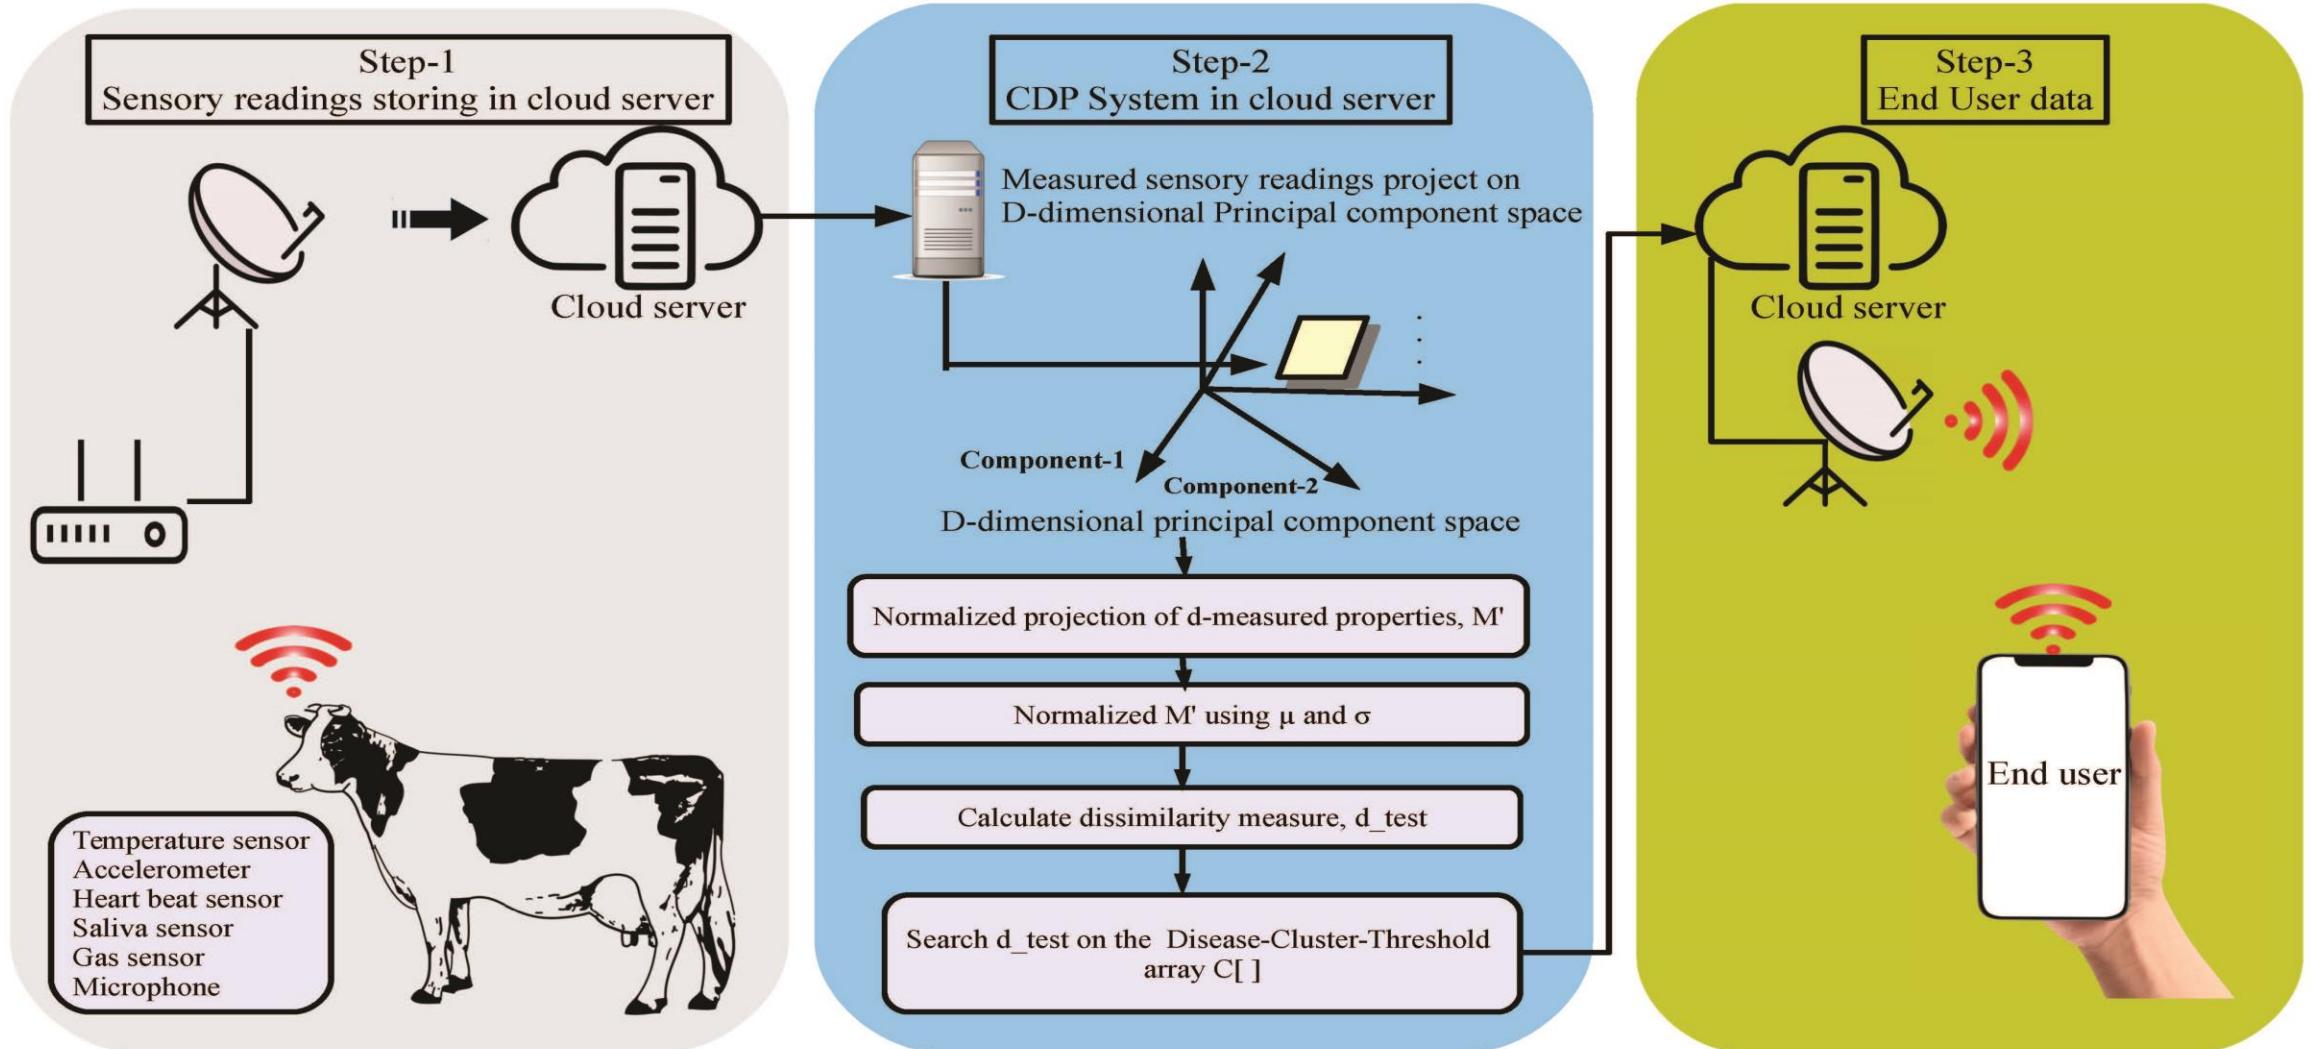 Step-1
Sensory readings storing in cloud server
Cloud server
Temperature sensor
Accelerometer
Heart beat sensor
Saliva sensor
Gas sensor
Microphone
Step-2
CDP System in cloud server
Measured sensory readings project on
D-dimensional Principal component space
Component-1
Component-2
D-dimensional principal component space
Normalized projection of d-measured properties, M'
Normalized M' using µ and σ
Calculate dissimilarity measure, d_test
Search d_test on the Disease-Cluster-Threshold
array C[ ]
Step-3
End User data
Cloud server
End user